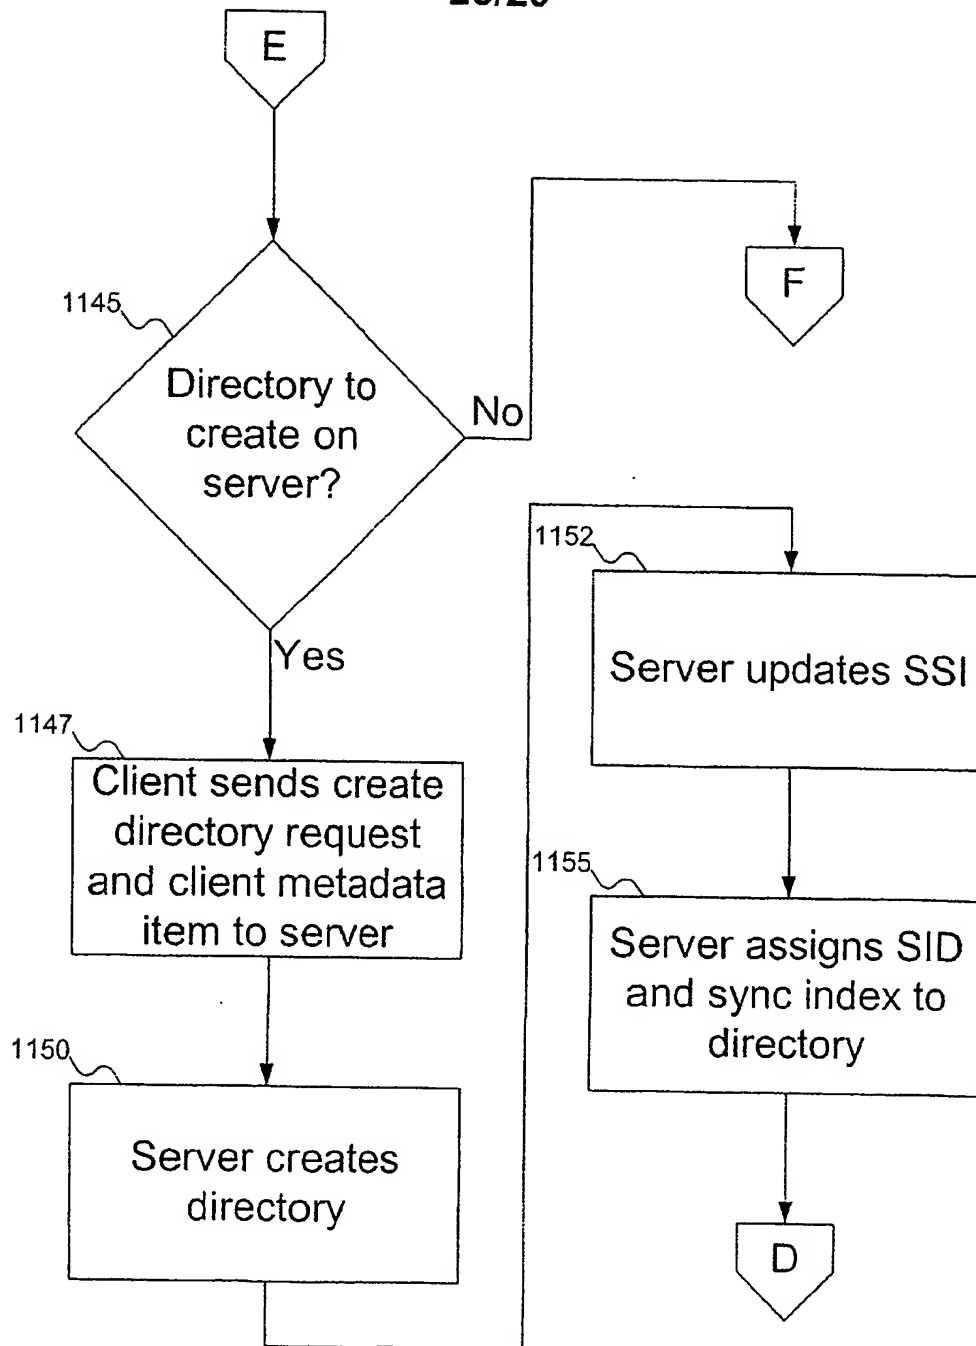 E
1145
Directory to
create on
server?
No
F
Yes
1147
Client sends create
directory request
and client metadata
item to server
1150
Server creates
directory
1152
Server updates SSI
1155
Server assigns SID
and sync index to
directory
D